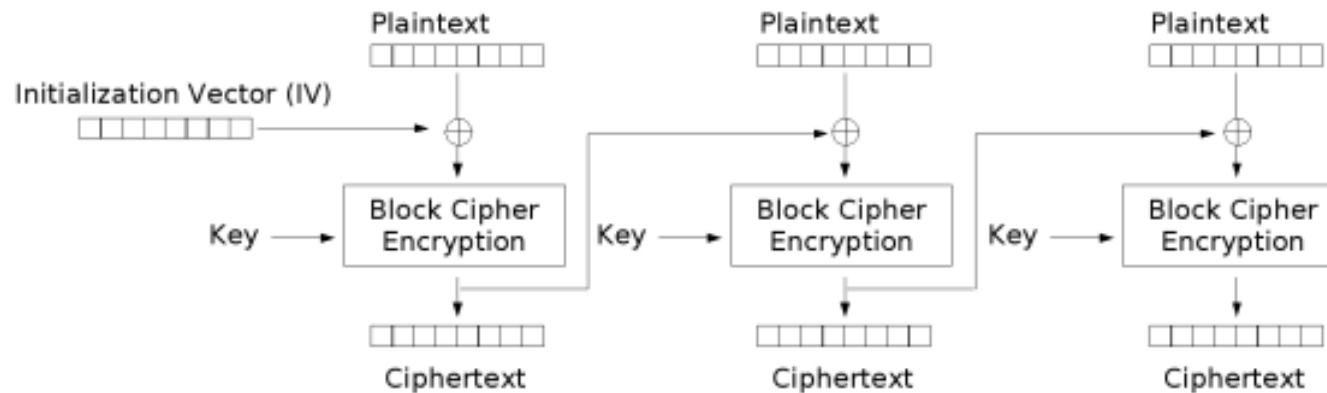 Plaintext Plaintext Plaintext
Initialization Vector (IV)
Key Block Cipher Encryption Key Block Cipher Encryption Key Block Cipher Encryption
Ciphertext Ciphertext Ciphertext